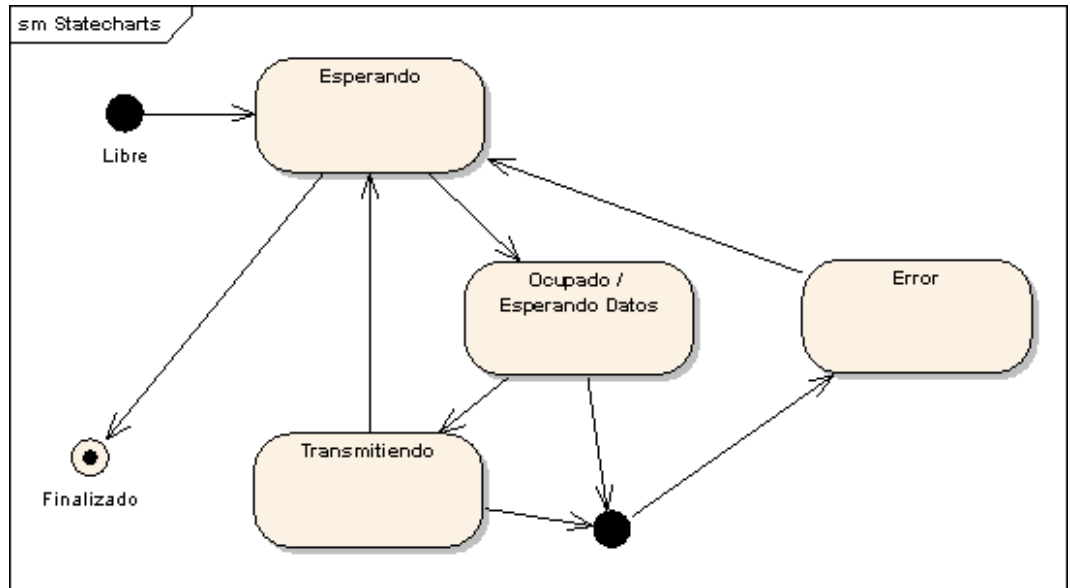 sm Statecharts
Esperando
Libre
Ocupado /
Esperando Datos
Error
Transmitiendo
Finalizado